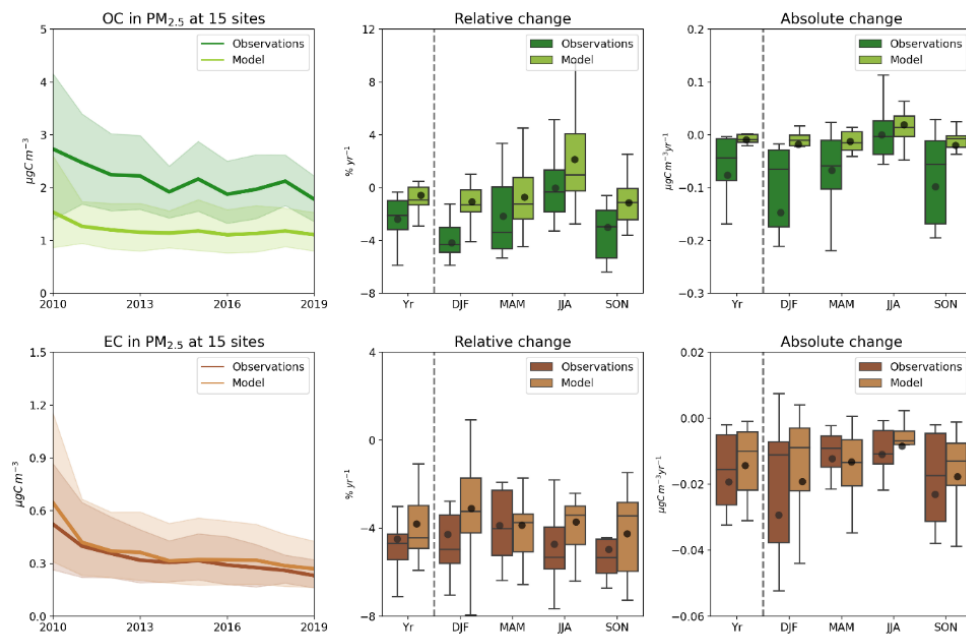 OC in PM2.5 at 15 sites
Relative change
Absolute change
Observations
Model
Observations
Model
Observations
Model
5
4
3
2
1
0
µgC m⁻³
2010
2013
2016
2019
12
8
4
0
−4
−8
% yr⁻¹
Yr
DJF
MAM
JJA
SON
0.2
0.1
0.0
−0.1
−0.2
−0.3
µgC m⁻³yr⁻¹
Yr
DJF
MAM
JJA
SON
EC in PM2.5 at 15 sites
Relative change
Absolute change
Observations
Model
Observations
Model
Observations
Model
1.5
1.2
0.9
0.6
0.3
0.0
µgC m⁻³
2010
2013
2016
2019
4
0
−4
−8
% yr⁻¹
Yr
DJF
MAM
JJA
SON
0.02
0.00
−0.02
−0.04
−0.06
µgC m⁻³yr⁻¹
Yr
DJF
MAM
JJA
SON